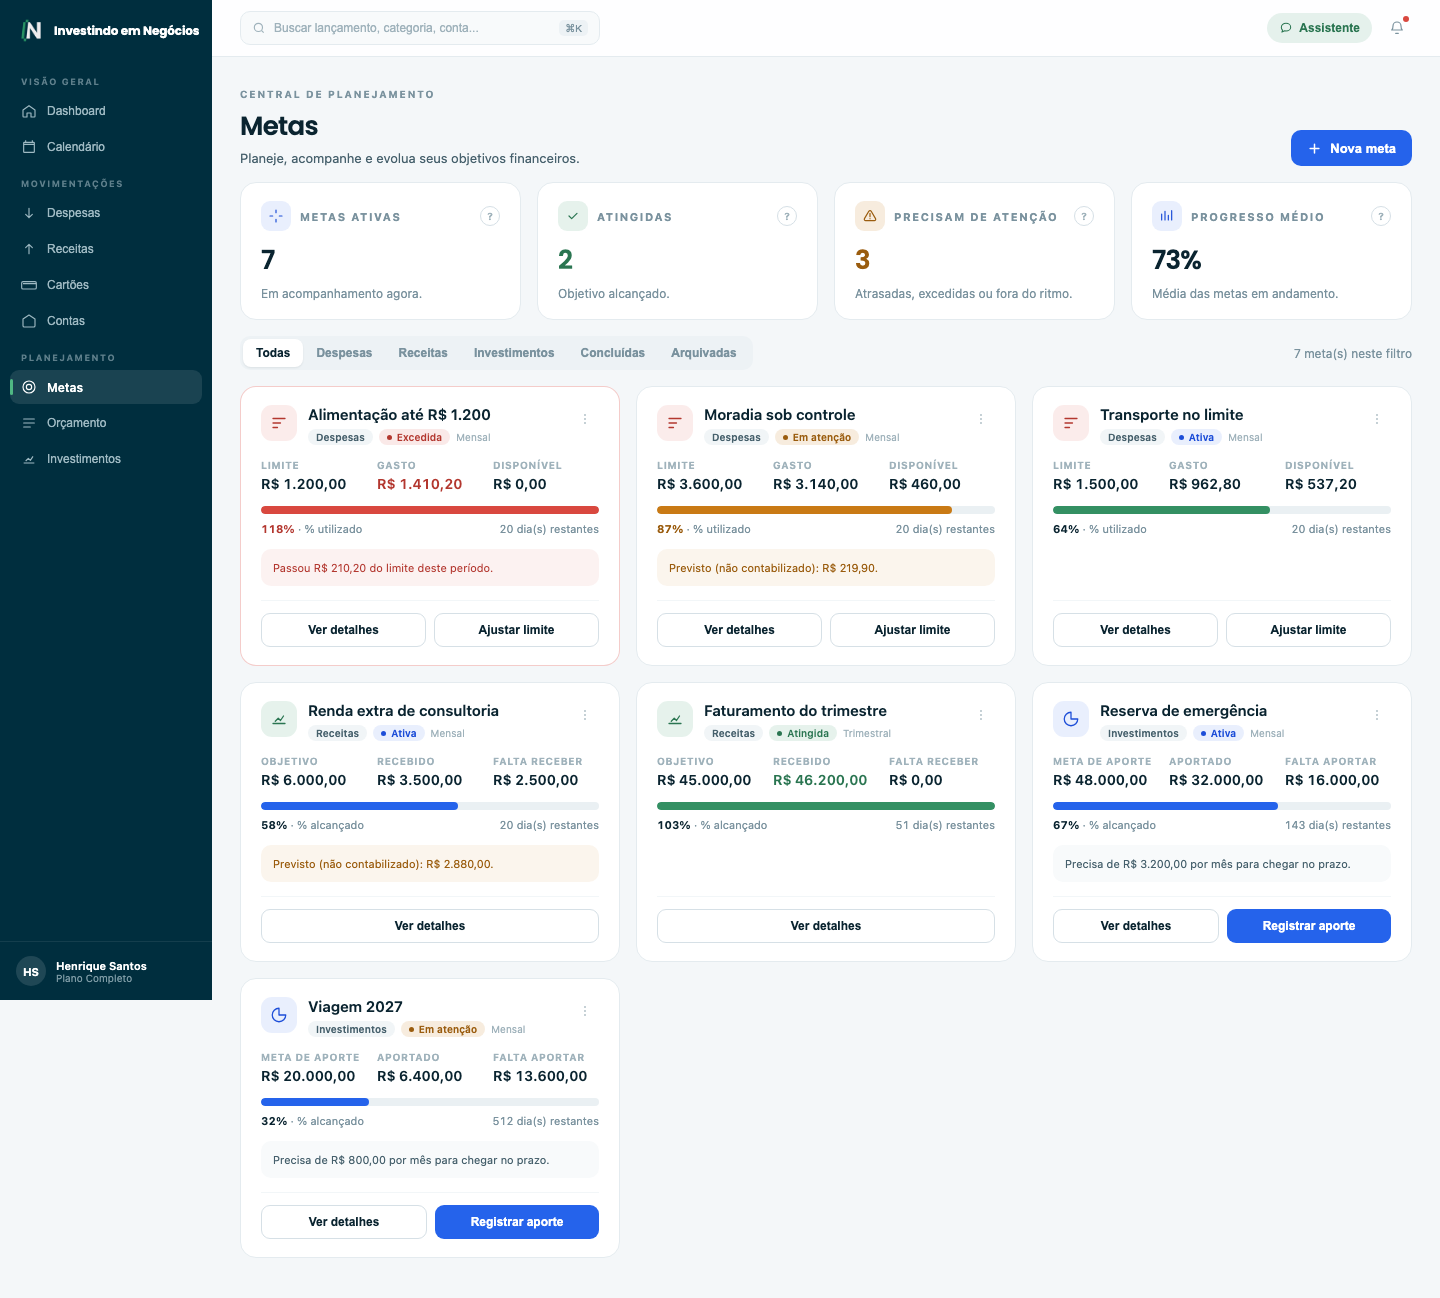 Investindo em Negócios
VISÃO GERAL
Dashboard
Calendário
MOVIMENTAÇÕES
Despesas
Receitas
Cartões
Contas
PLANEJAMENTO
Metas
Orçamento
Investimentos
HS
Henrique Santos
Plano Completo
Buscar lançamento, categoria, conta...
⌘K
Assistente
CENTRAL DE PLANEJAMENTO
Metas
Planeje, acompanhe e evolua seus objetivos financeiros.
+ Nova meta
METAS ATIVAS ?
7
Em acompanhamento agora.
ATINGIDAS ?
2
Objetivo alcançado.
PRECISAM DE ATENÇÃO ?
3
Atrasadas, excedidas ou fora do ritmo.
PROGRESSO MÉDIO ?
73%
Média das metas em andamento.
Todas Despesas Receitas Investimentos Concluídas Arquivadas
7 meta(s) neste filtro
Alimentação até R$ 1.200
Despesas Excedida Mensal
LIMITE GASTO DISPONÍVEL
R$ 1.200,00 R$ 1.410,20 R$ 0,00
118% · % utilizado 20 dia(s) restantes
Passou R$ 210,20 do limite deste período.
Ver detalhes Ajustar limite
Moradia sob controle
Despesas Em atenção Mensal
LIMITE GASTO DISPONÍVEL
R$ 3.600,00 R$ 3.140,00 R$ 460,00
87% · % utilizado 20 dia(s) restantes
Previsto (não contabilizado): R$ 219,90.
Ver detalhes Ajustar limite
Transporte no limite
Despesas Ativa Mensal
LIMITE GASTO DISPONÍVEL
R$ 1.500,00 R$ 962,80 R$ 537,20
64% · % utilizado 20 dia(s) restantes
Ver detalhes Ajustar limite
Renda extra de consultoria
Receitas Ativa Mensal
OBJETIVO RECEBIDO FALTA RECEBER
R$ 6.000,00 R$ 3.500,00 R$ 2.500,00
58% · % alcançado 20 dia(s) restantes
Previsto (não contabilizado): R$ 2.880,00.
Ver detalhes
Faturamento do trimestre
Receitas Atingida Trimestral
OBJETIVO RECEBIDO FALTA RECEBER
R$ 45.000,00 R$ 46.200,00 R$ 0,00
103% · % alcançado 51 dia(s) restantes
Ver detalhes
Reserva de emergência
Investimentos Ativa Mensal
META DE APORTE APORTADO FALTA APORTAR
R$ 48.000,00 R$ 32.000,00 R$ 16.000,00
67% · % alcançado 143 dia(s) restantes
Precisa de R$ 3.200,00 por mês para chegar no prazo.
Ver detalhes Registrar aporte
Viagem 2027
Investimentos Em atenção Mensal
META DE APORTE APORTADO FALTA APORTAR
R$ 20.000,00 R$ 6.400,00 R$ 13.600,00
32% · % alcançado 512 dia(s) restantes
Precisa de R$ 800,00 por mês para chegar no prazo.
Ver detalhes Registrar aporte